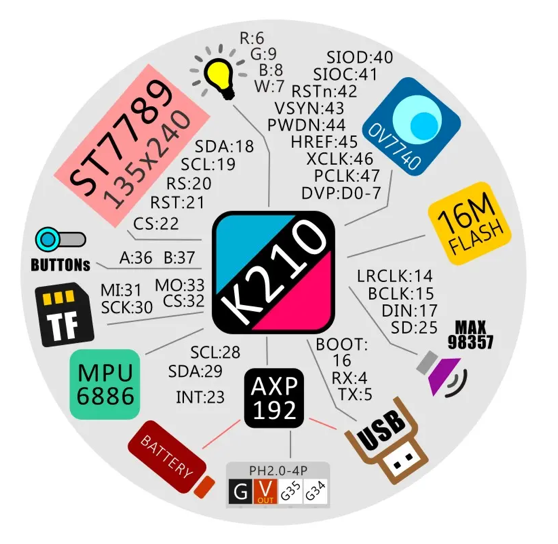 R:6
G:9
B:8
W:7
SIOD:40
SIOC:41
RSTn:42
VSYN:43
PWDN:44
HREF:45
XCLK:46
PCLK:47
DVP:D0-7
OV7740
ST7789
135x240
SDA:18
SCL:19
RS:20
RST:21
CS:22
16M
FLASH
K210
BUTTONs
A:36 B:37
TF
MI:31 MO:33
SCK:30 CS:32
LRCLK:14
BCLK:15
DIN:17
SD:25
MAX
98357
MPU
6886
SCL:28
SDA:29
INT:23
AXP
192
BOOT:
16
RX:4
TX:5
USB
BATTERY
PH2.0-4P
G V OUT G35 G34